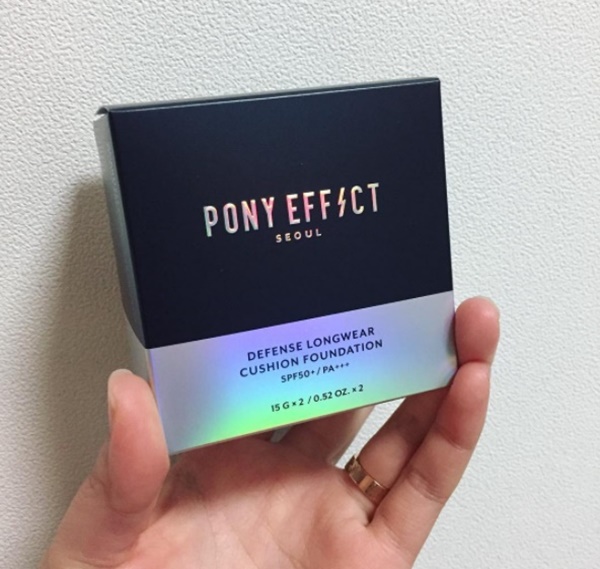 PONY EFFECT
SEOUL
DEFENSE LONGWEAR
CUSHION FOUNDATION
SPF50+/PA+++
15 G × 2 / 0.52 OZ. × 2